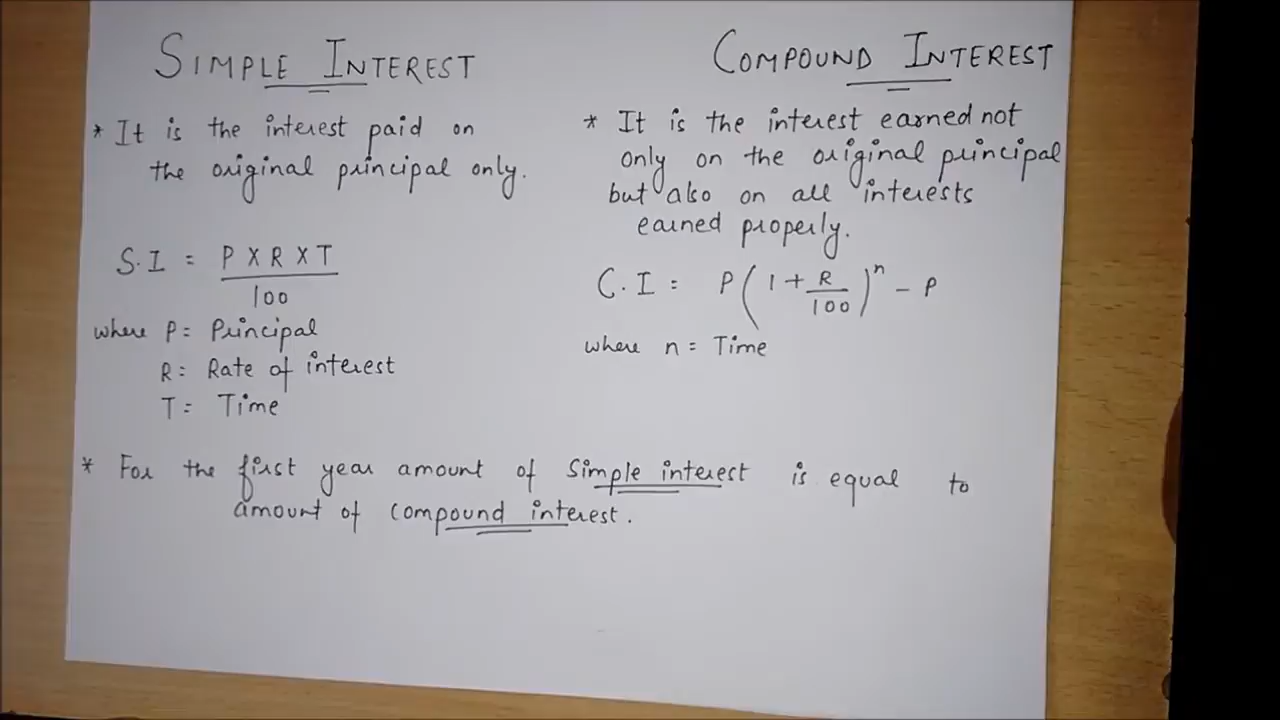 SIMPLE INTEREST
* It is the interest paid on
the original principal only.
S.I = P X R X T
100
where P = Principal
R = Rate of interest
T = Time
COMPOUND INTEREST
* It is the interest earned not
only on the original principal
but also on all interests
earned properly.
C.I = P(1 + R/100)^n - P
where n = Time
* For the first year amount of Simple interest is equal to
amount of compound interest.